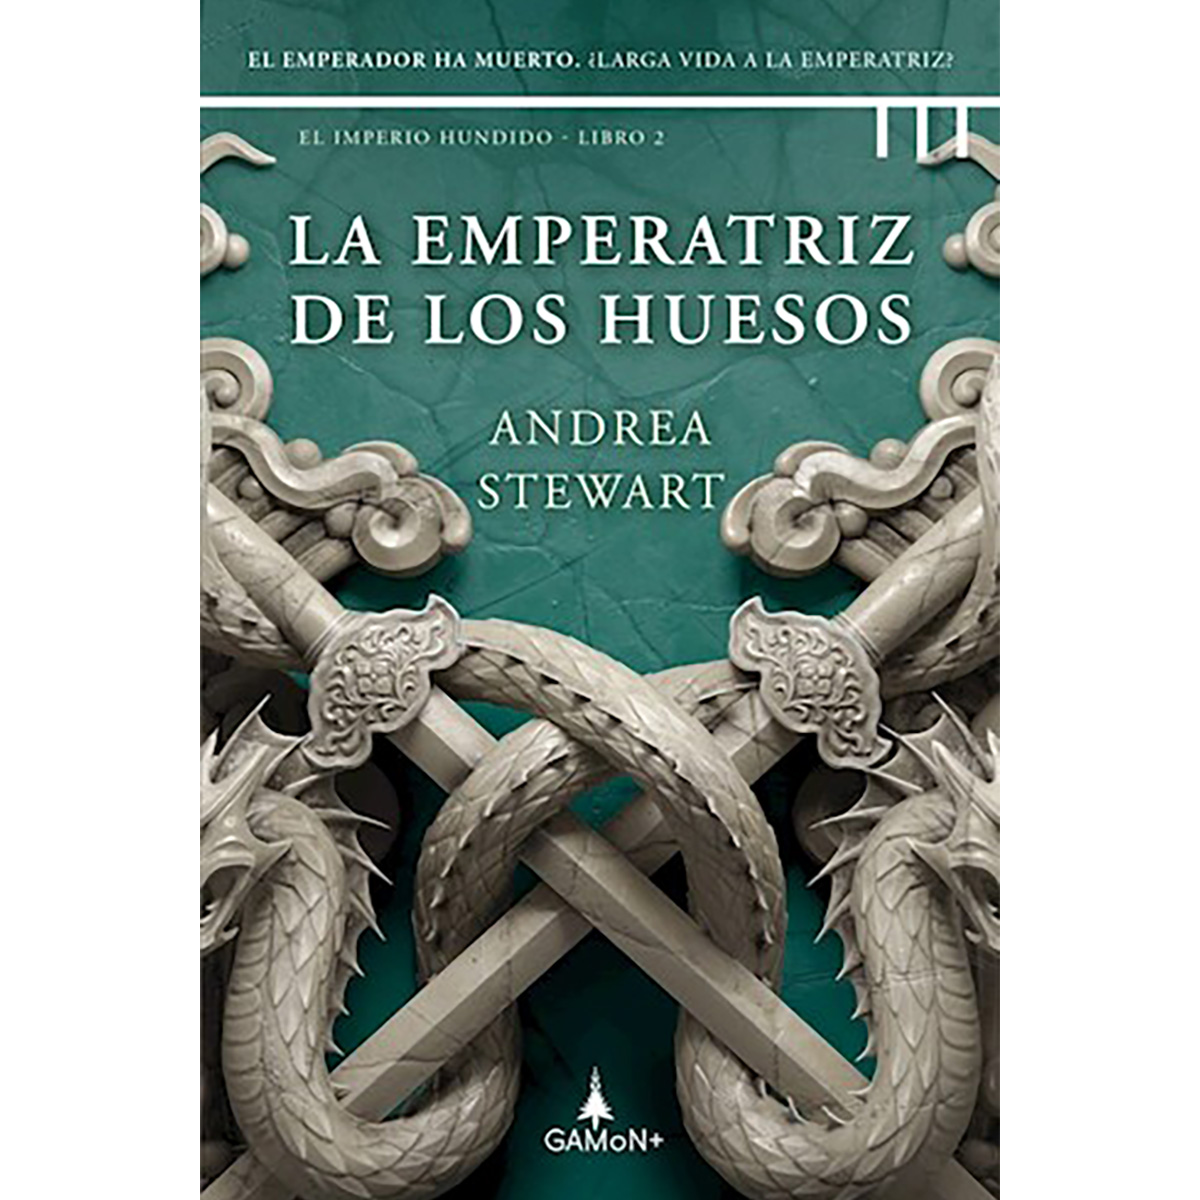 EL EMPERADOR HA MUERTO. ¿LARGA VIDA A LA EMPERATRIZ?
EL IMPERIO HUNDIDO - LIBRO 2
LA EMPERATRIZ
DE LOS HUESOS
ANDREA
STEWART
GAMoN+